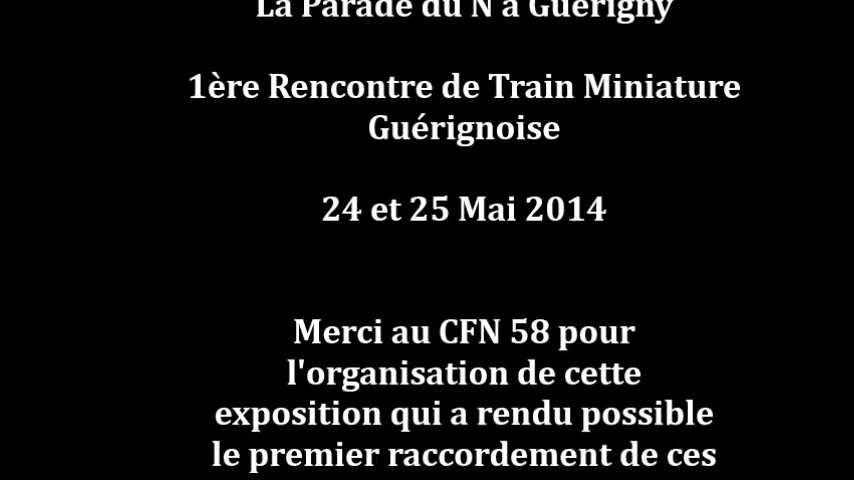 La Parade du N à Guérigny
1ère Rencontre de Train Miniature
Guérignoise
24 et 25 Mai 2014
Merci au CFN 58 pour
l'organisation de cette
exposition qui a rendu possible
le premier raccordement de ces